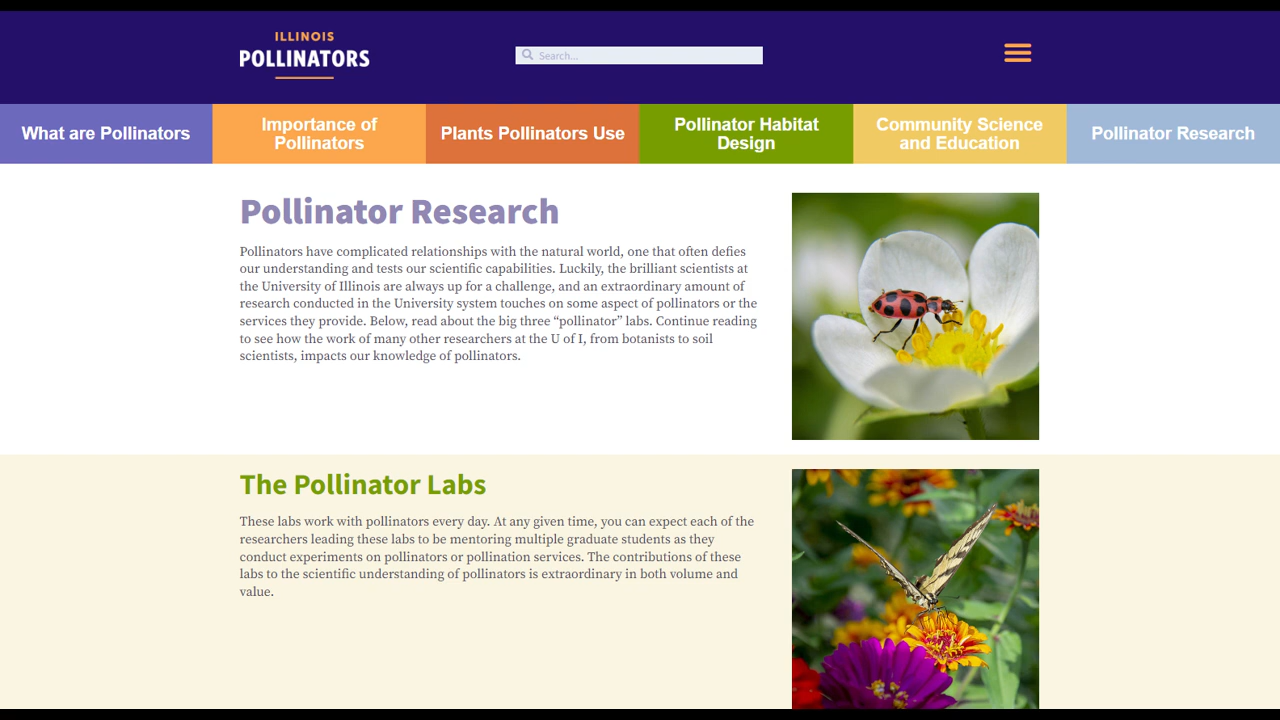 ILLINOIS
POLLINATORS
Search...
What are Pollinators
Importance of
Pollinators
Plants Pollinators Use
Pollinator Habitat
Design
Community Science
and Education
Pollinator Research
Pollinator Research
Pollinators have complicated relationships with the natural world, one that often defies
our understanding and tests our scientific capabilities. Luckily, the brilliant scientists at
the University of Illinois are always up for a challenge, and an extraordinary amount of
research conducted in the University system touches on some aspect of pollinators or the
services they provide. Below, read about the big three “pollinator” labs. Continue reading
to see how the work of many other researchers at the U of I, from botanists to soil
scientists, impacts our knowledge of pollinators.
The Pollinator Labs
These labs work with pollinators every day. At any given time, you can expect each of the
researchers leading these labs to be mentoring multiple graduate students as they
conduct experiments on pollinators or pollination services. The contributions of these
labs to the scientific understanding of pollinators is extraordinary in both volume and
value.